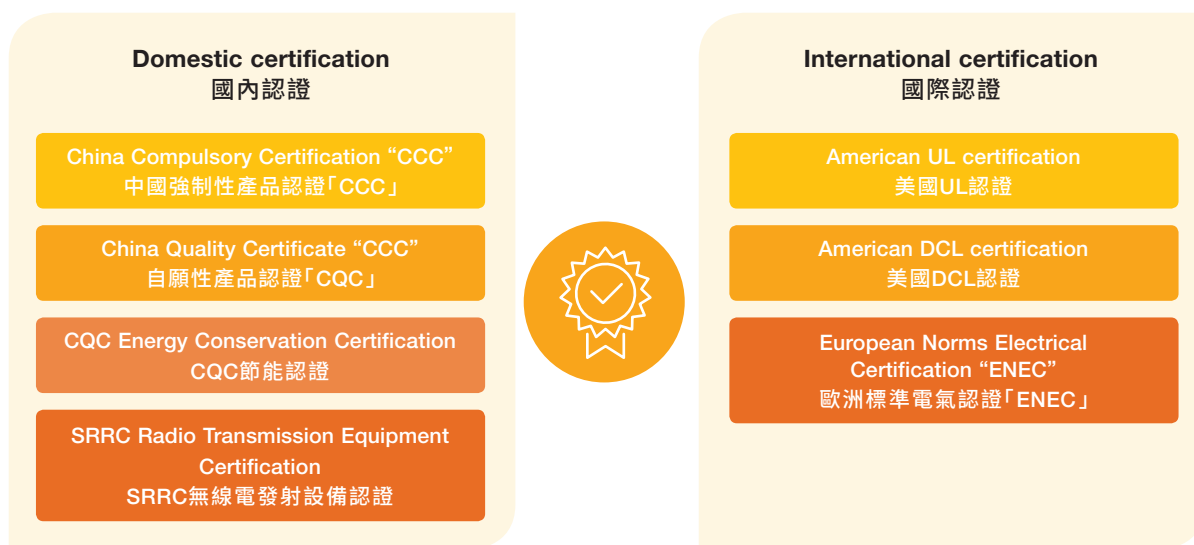 Domestic certification
國內認證
China Compulsory Certification “CCC”
中國強制性產品認證「CCC」
China Quality Certificate “CCC”
自願性產品認證「CQC」
CQC Energy Conservation Certification
CQC節能認證
SRRC Radio Transmission Equipment
Certification
SRRC無線電發射設備認證
International certification
國際認證
American UL certification
美國UL認證
American DCL certification
美國DCL認證
European Norms Electrical
Certification “ENEC”
歐洲標準電氣認證「ENEC」